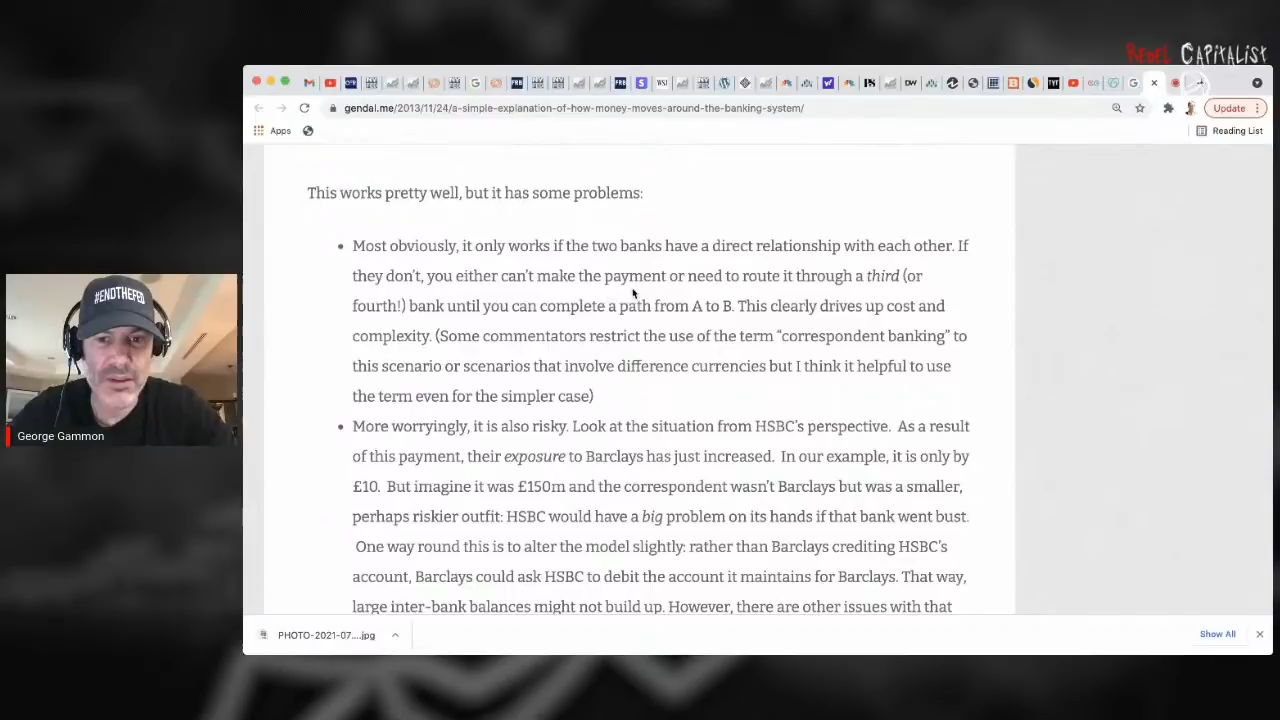 REBEL CAPITALIST
gendal.me/2013/11/24/a-simple-explanation-of-how-money-moves-around-the-banking-system/
Update
Apps
Reading List
This works pretty well, but it has some problems:
• Most obviously, it only works if the two banks have a direct relationship with each other. If
they don't, you either can't make the payment or need to route it through a third (or
fourth!) bank until you can complete a path from A to B. This clearly drives up cost and
complexity. (Some commentators restrict the use of the term “correspondent banking” to
this scenario or scenarios that involve difference currencies but I think it helpful to use
the term even for the simpler case)
• More worryingly, it is also risky. Look at the situation from HSBC's perspective. As a result
of this payment, their exposure to Barclays has just increased. In our example, it is only by
£10. But imagine it was £150m and the correspondent wasn't Barclays but was a smaller,
perhaps riskier outfit: HSBC would have a big problem on its hands if that bank went bust.
One way round this is to alter the model slightly: rather than Barclays crediting HSBC's
account, Barclays could ask HSBC to debit the account it maintains for Barclays. That way,
large inter-bank balances might not build up. However, there are other issues with that
#ENDTHEFED
George Gammon
PHOTO-2021-07....jpg
Show All